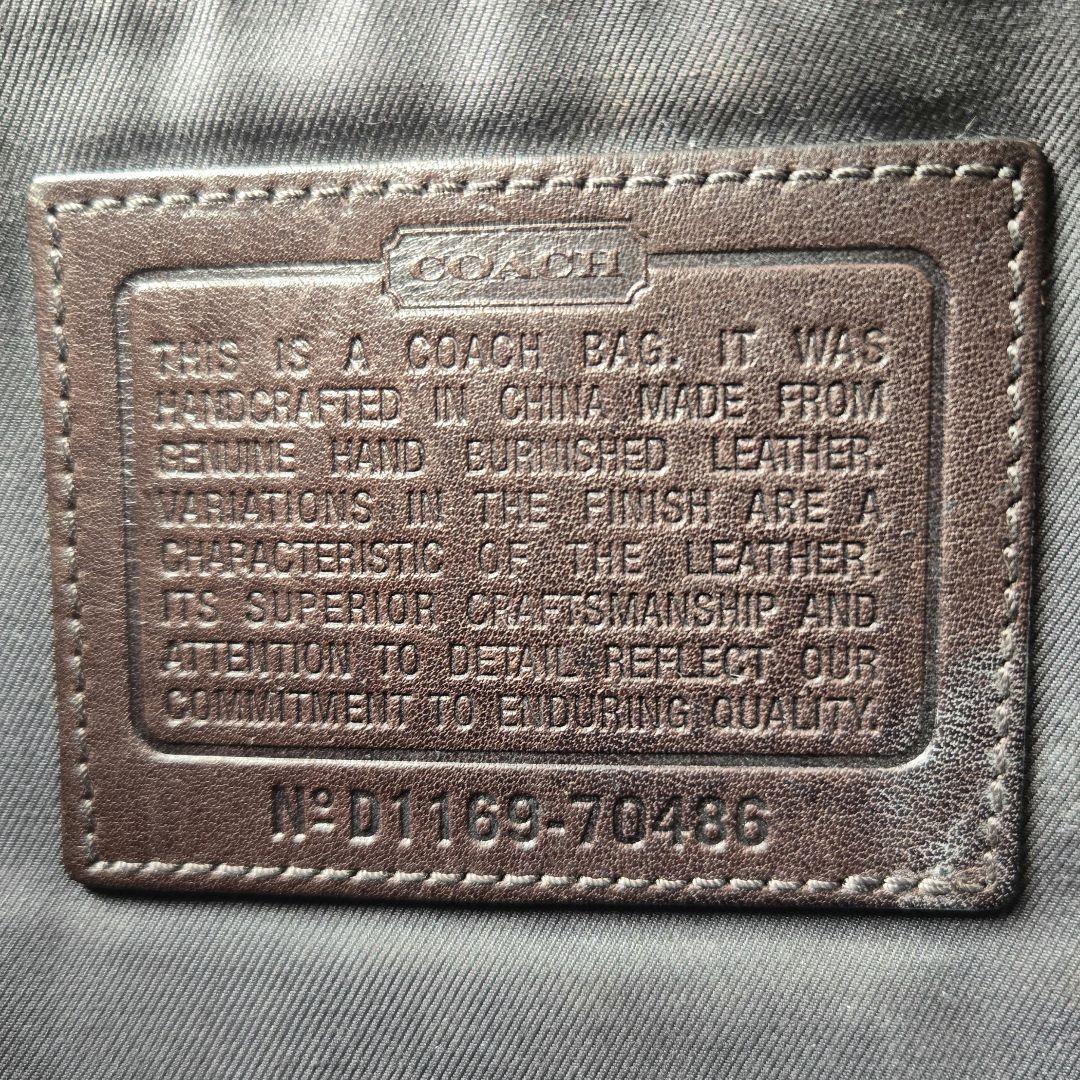 COACH
THIS IS A COACH BAG. IT WAS
HANDCRAFTED IN CHINA MADE FROM
GENUINE HAND BURNISHED LEATHER.
VARIATIONS IN THE FINISH ARE A
CHARACTERISTIC OF THE LEATHER.
ITS SUPERIOR CRAFTSMANSHIP AND
ATTENTION TO DETAIL REFLECT OUR
COMMITMENT TO ENDURING QUALITY.
Nº D1169-70486